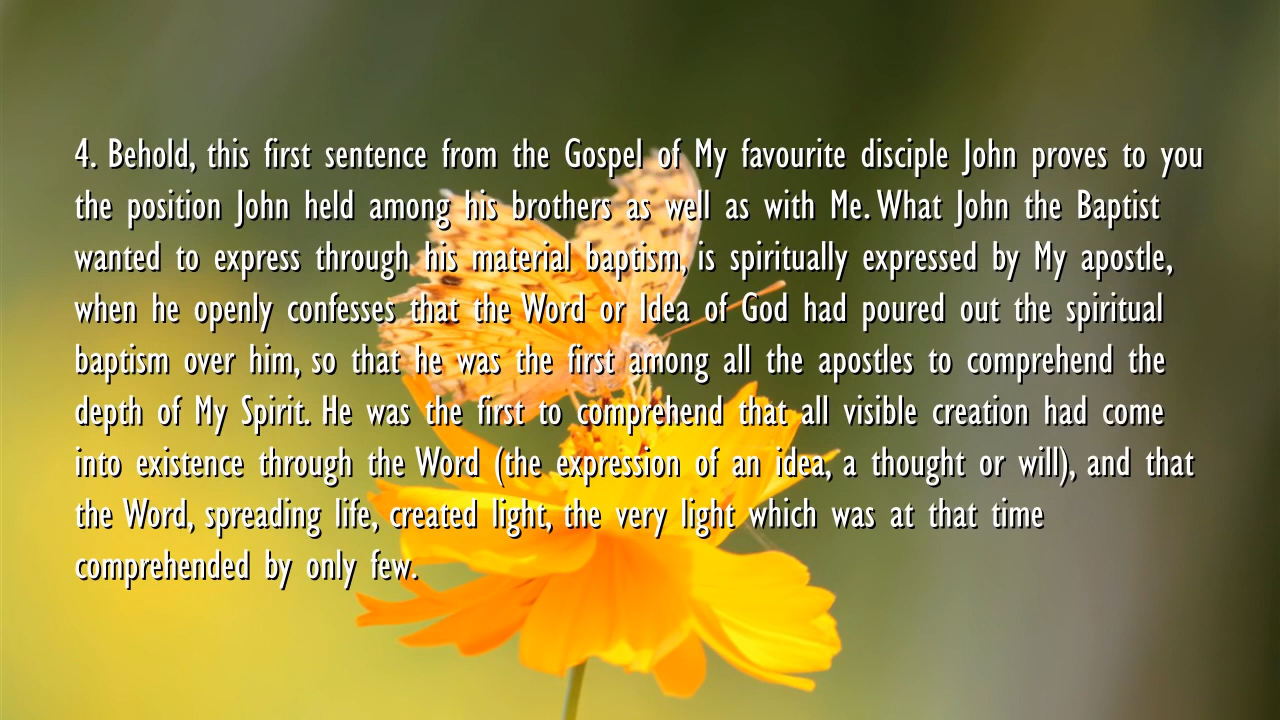 4. Behold, this first sentence from the Gospel of My favourite disciple John proves to you
the position John held among his brothers as well as with Me. What John the Baptist
wanted to express through his material baptism, is spiritually expressed by My apostle,
when he openly confesses that the Word or Idea of God had poured out the spiritual
baptism over him, so that he was the first among all the apostles to comprehend the
depth of My Spirit. He was the first to comprehend that all visible creation had come
into existence through the Word (the expression of an idea, a thought or will), and that
the Word, spreading life, created light, the very light which was at that time
comprehended by only few.